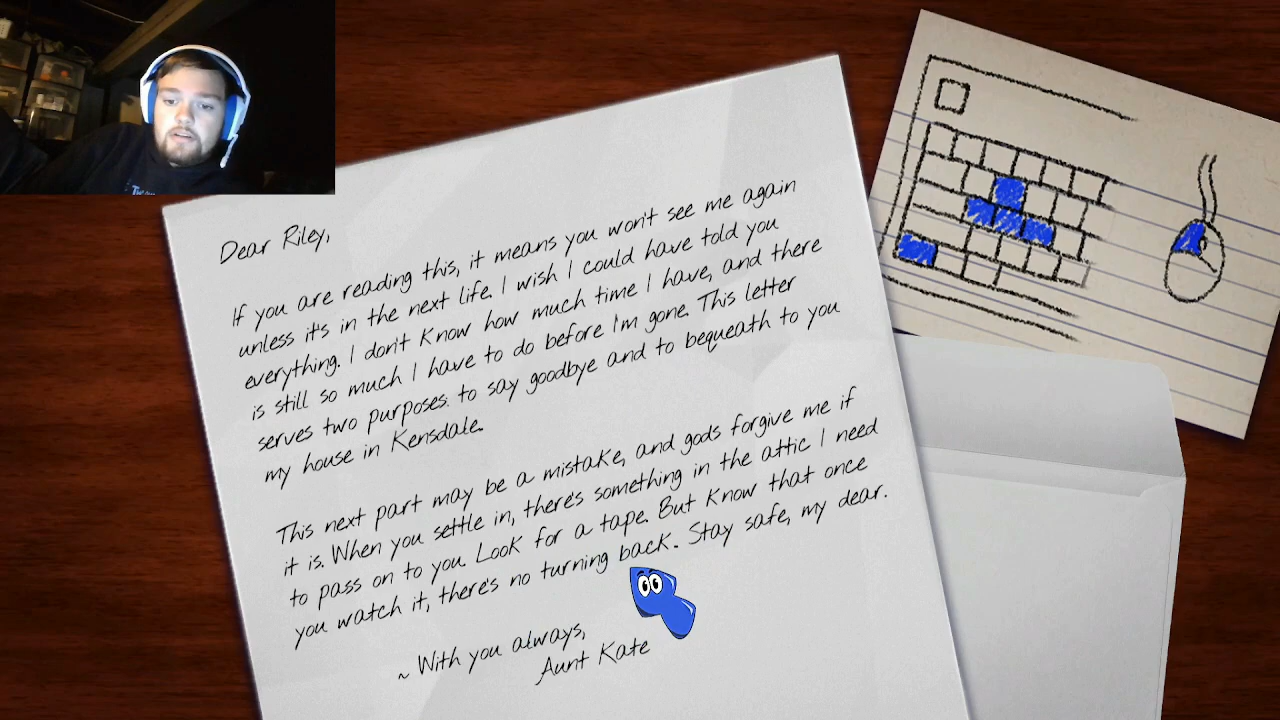 Dear Riley,
If you are reading this, it means you won't see me again
unless it's in the next life. I wish I could have told you
everything. I don't know how much time I have, and there
is still so much I have to do before I'm gone. This letter
serves two purposes: to say goodbye and to bequeath to you
my house in Kensdale.
This next part may be a mistake, and gods forgive me if
it is. When you settle in, there's something in the attic I need
to pass on to you. Look for a tape. But know that once
you watch it, there's no turning back. Stay safe, my dear.
~ With you always,
Aunt Kate